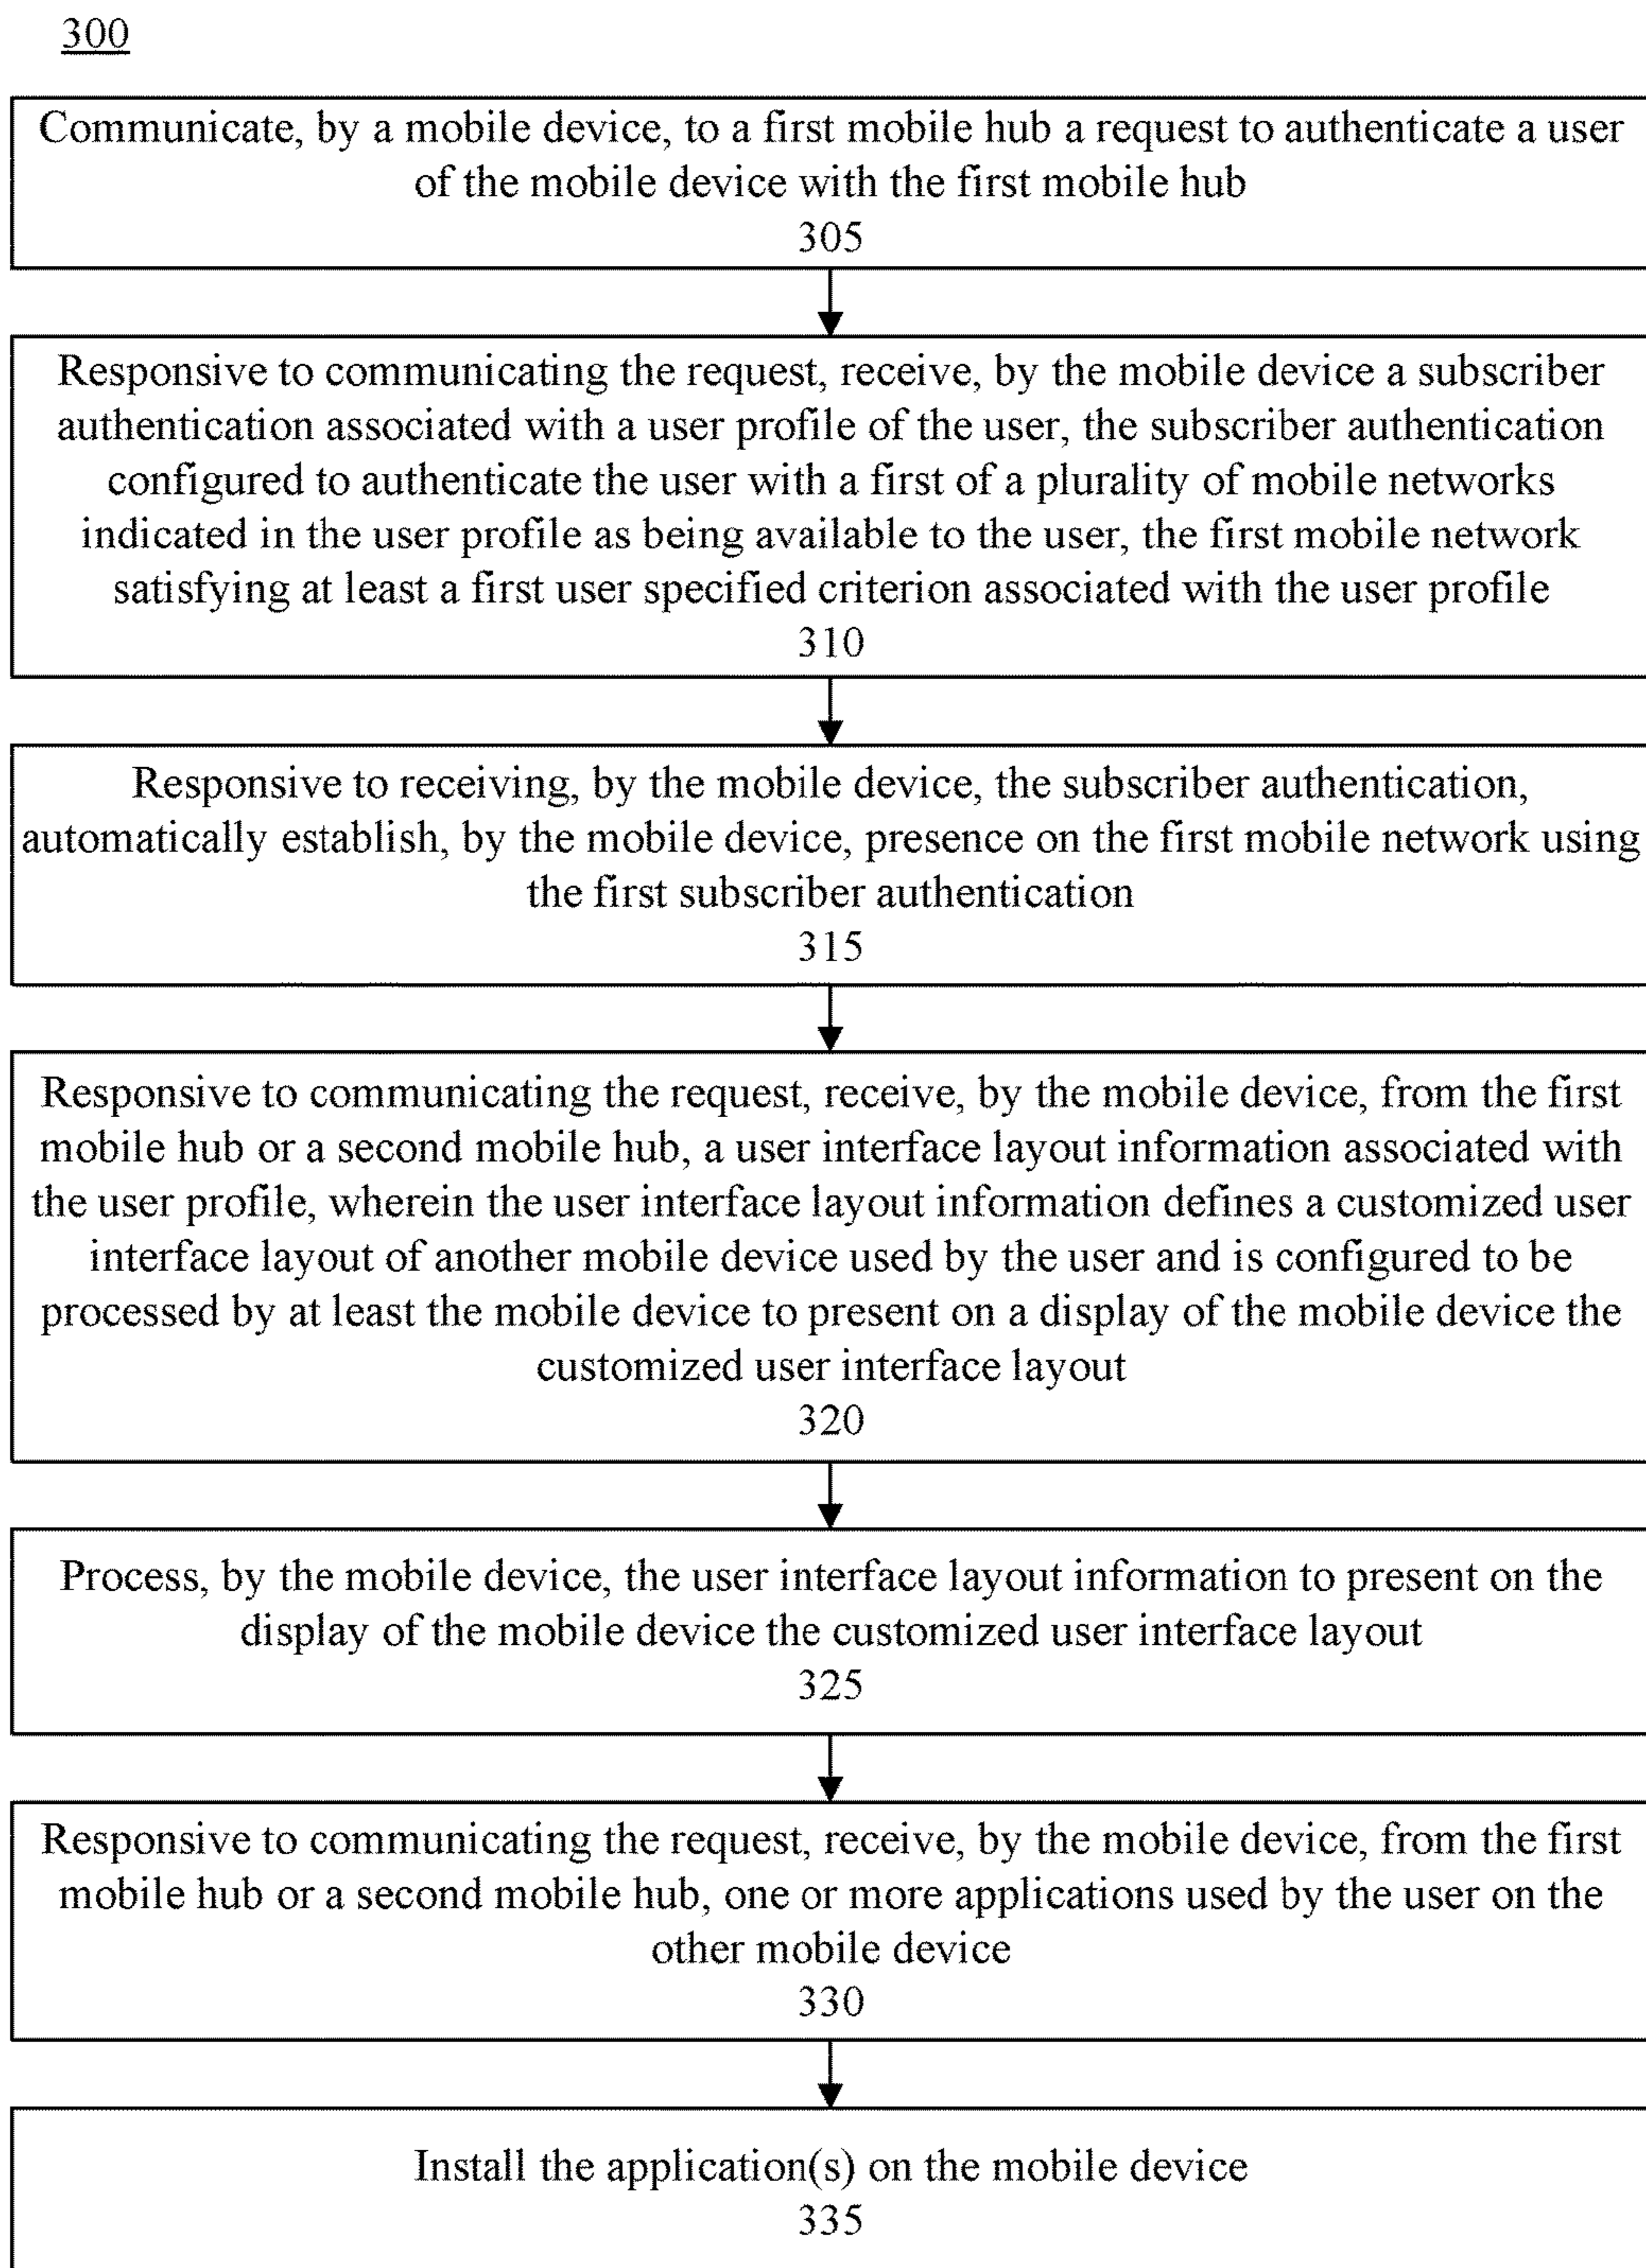 300
Communicate, by a mobile device, to a first mobile hub a request to authenticate a user
of the mobile device with the first mobile hub
305
Responsive to communicating the request, receive, by the mobile device a subscriber
authentication associated with a user profile of the user, the subscriber authentication
configured to authenticate the user with a first of a plurality of mobile networks
indicated in the user profile as being available to the user, the first mobile network
satisfying at least a first user specified criterion associated with the user profile
310
Responsive to receiving, by the mobile device, the subscriber authentication,
automatically establish, by the mobile device, presence on the first mobile network using
the first subscriber authentication
315
Responsive to communicating the request, receive, by the mobile device, from the first
mobile hub or a second mobile hub, a user interface layout information associated with
the user profile, wherein the user interface layout information defines a customized user
interface layout of another mobile device used by the user and is configured to be
processed by at least the mobile device to present on a display of the mobile device the
customized user interface layout
320
Process, by the mobile device, the user interface layout information to present on the
display of the mobile device the customized user interface layout
325
Responsive to communicating the request, receive, by the mobile device, from the first
mobile hub or a second mobile hub, one or more applications used by the user on the
other mobile device
330
Install the application(s) on the mobile device
335